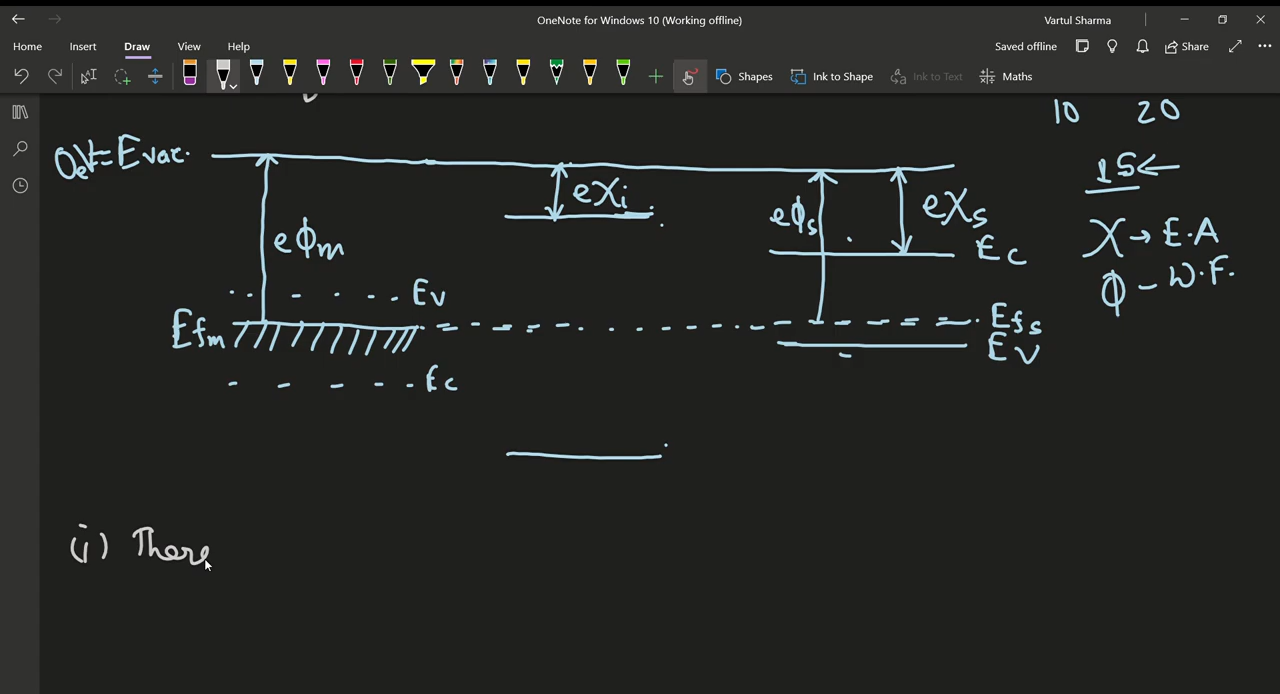 OneNote for Windows 10 (Working offline)
Vartul Sharma
Home Insert Draw View Help
Saved offline
Share
Shapes
Ink to Shape
Ink to Text
Maths
10 20
0eV=Evac.
15←
eχi
eϕs
eχs
eϕm
Ec
χ→E.A
ϕ-W.F.
Ev
Efm
Efs
Ev
Ec
(i) There